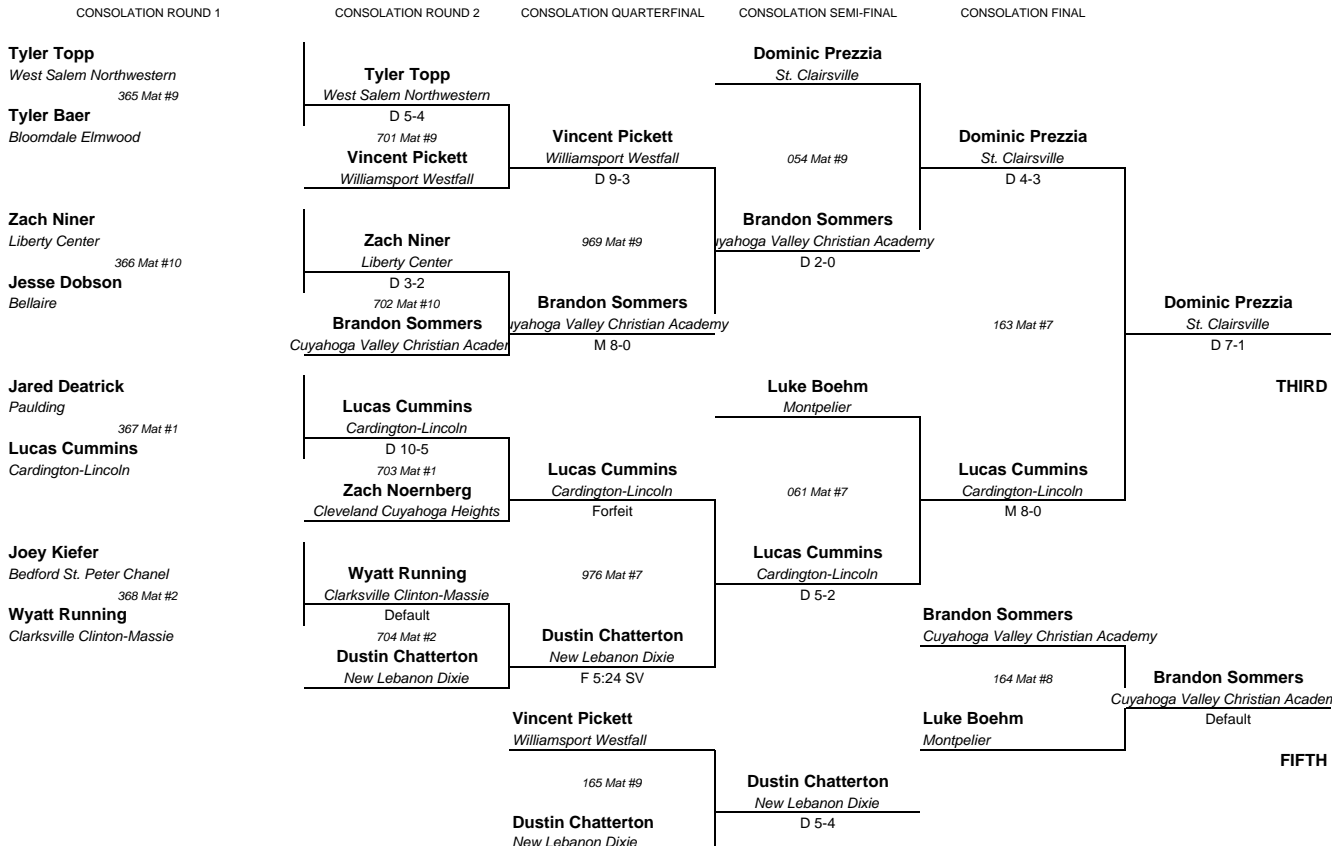 CONSOLATION ROUND 1
CONSOLATION ROUND 2
CONSOLATION QUARTERFINAL
CONSOLATION SEMI-FINAL
CONSOLATION FINAL
Tyler Topp
West Salem Northwestern
365 Mat #9
Tyler Baer
Bloomdale Elmwood
Zach Niner
Liberty Center
366 Mat #10
Jesse Dobson
Bellaire
Jared Deatrick
Paulding
367 Mat #1
Lucas Cummins
Cardington-Lincoln
Joey Kiefer
Bedford St. Peter Chanel
368 Mat #2
Wyatt Running
Clarksville Clinton-Massie
Tyler Topp
West Salem Northwestern
D 5-4
701 Mat #9
Vincent Pickett
Williamsport Westfall
Zach Niner
Liberty Center
D 3-2
702 Mat #10
Brandon Sommers
Cuyahoga Valley Christian Acader
Lucas Cummins
Cardington-Lincoln
D 10-5
703 Mat #1
Zach Noernberg
Cleveland Cuyahoga Heights
Wyatt Running
Clarksville Clinton-Massie
Default
704 Mat #2
Dustin Chatterton
New Lebanon Dixie
Vincent Pickett
Williamsport Westfall
D 9-3
969 Mat #9
Brandon Sommers
yahoga Valley Christian Academy
M 8-0
Lucas Cummins
Cardington-Lincoln
Forfeit
976 Mat #7
Dustin Chatterton
New Lebanon Dixie
F 5:24 SV
Vincent Pickett
Williamsport Westfall
165 Mat #9
Dustin Chatterton
New Lebanon Dixie
Dominic Prezzia
St. Clairsville
054 Mat #9
Brandon Sommers
yahoga Valley Christian Academy
D 2-0
Luke Boehm
Montpelier
061 Mat #7
Lucas Cummins
Cardington-Lincoln
D 5-2
Dustin Chatterton
New Lebanon Dixie
D 5-4
Dominic Prezzia
St. Clairsville
D 4-3
163 Mat #7
Lucas Cummins
Cardington-Lincoln
M 8-0
Brandon Sommers
Cuyahoga Valley Christian Academy
164 Mat #8
Luke Boehm
Montpelier
Dominic Prezzia
St. Clairsville
D 7-1
THIRD
Brandon Sommers
Cuyahoga Valley Christian Academ
Default
FIFTH